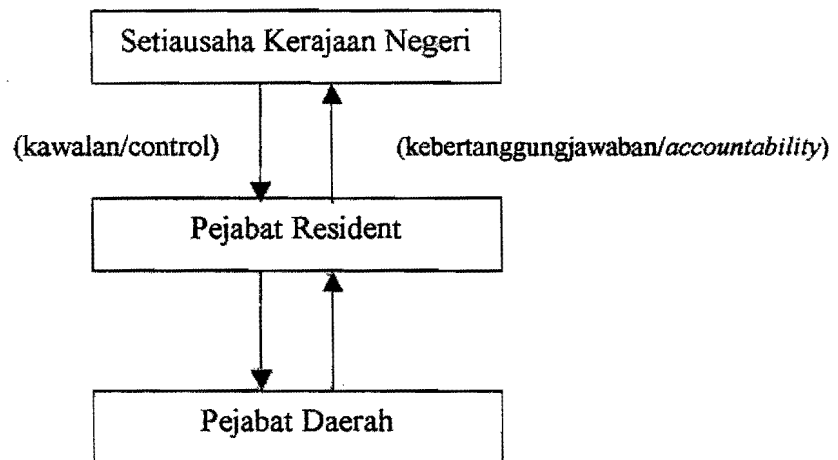 Setiausaha Kerajaan Negeri
(kawalan/control) (kebertanggungjawaban/accountability)
Pejabat Resident
Pejabat Daerah